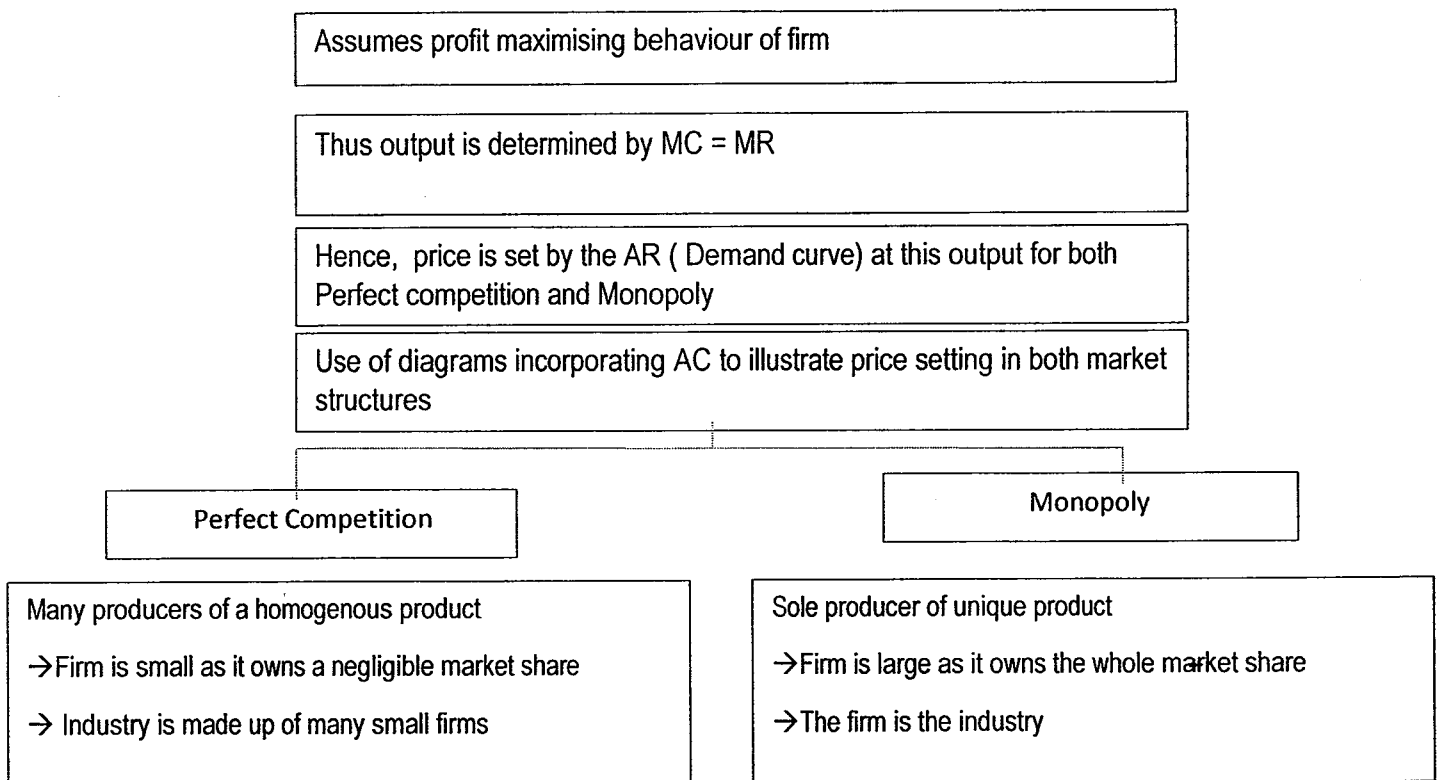 Assumes profit maximising behaviour of firm
Thus output is determined by MC = MR
Hence, price is set by the AR ( Demand curve) at this output for both
Perfect competition and Monopoly
Use of diagrams incorporating AC to illustrate price setting in both market
structures
Perfect Competition
Monopoly
Many producers of a homogenous product
→Firm is small as it owns a negligible market share
→ Industry is made up of many small firms
Sole producer of unique product
→Firm is large as it owns the whole market share
→The firm is the industry